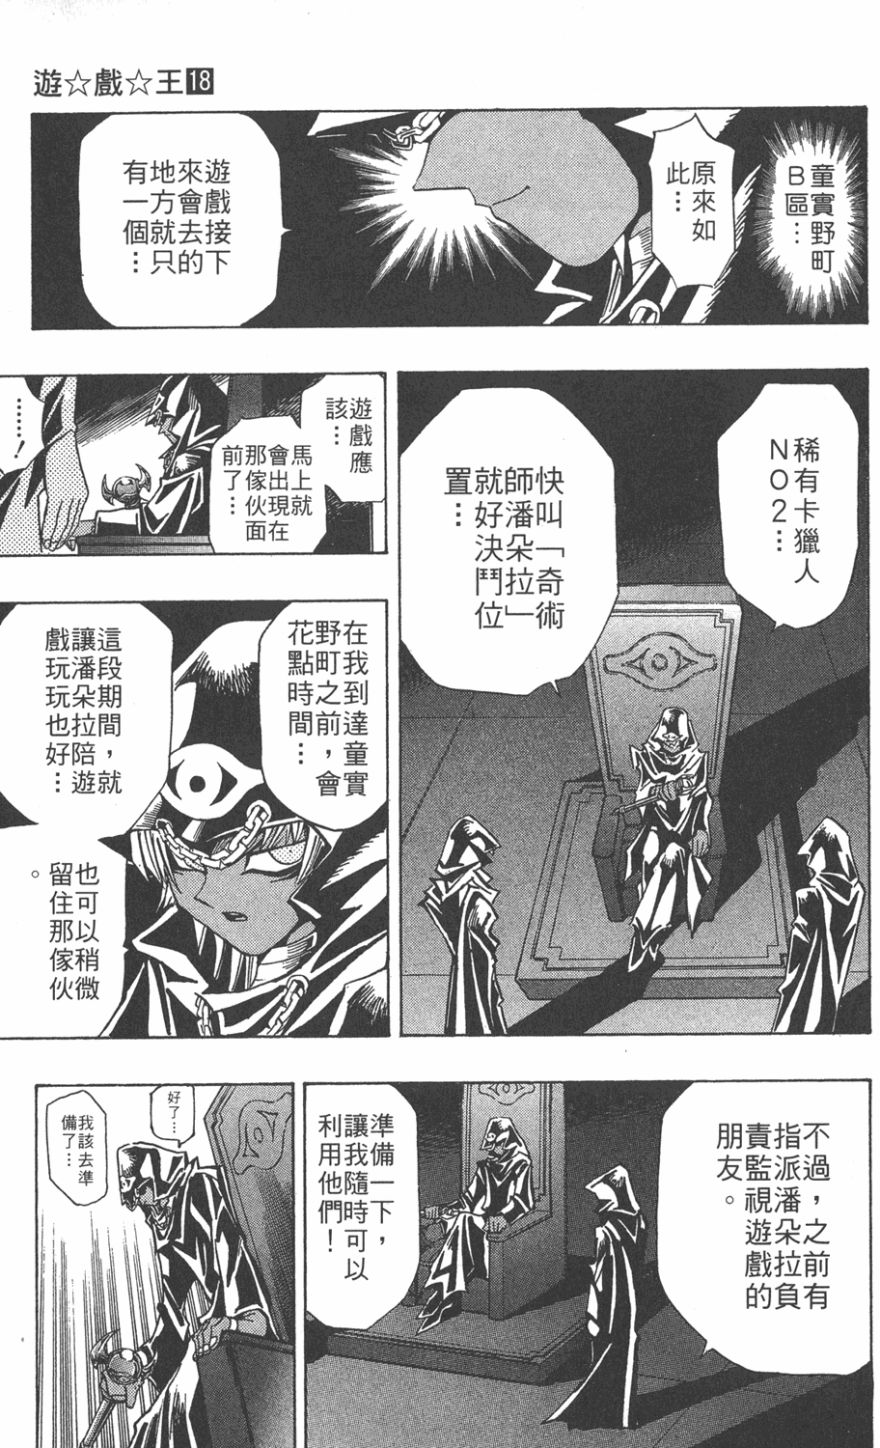 遊☆戲☆王18
童實野町
B區⋯
原來如
此⋯
遊戲接下
來會去的
地方就只
有一個⋯
稀有卡獵人
NO2⋯
快叫「奇術
師潘朵拉」
就好決鬥位
置⋯
遊戲應
該⋯
馬上就
會出現在
那傢伙面
前了⋯
⋯⋯！
在我到達童實
野町之前，會
花點時間⋯
這段期間，就
讓潘朵拉陪遊
戲玩玩也好⋯
也可以稍微
留住那傢伙
。
不過，之前有
指派潘朵拉負
責監視遊戲的
朋友。
準備一下，
讓我隨時可以
利用他們！
好了⋯
我該去準
備了⋯